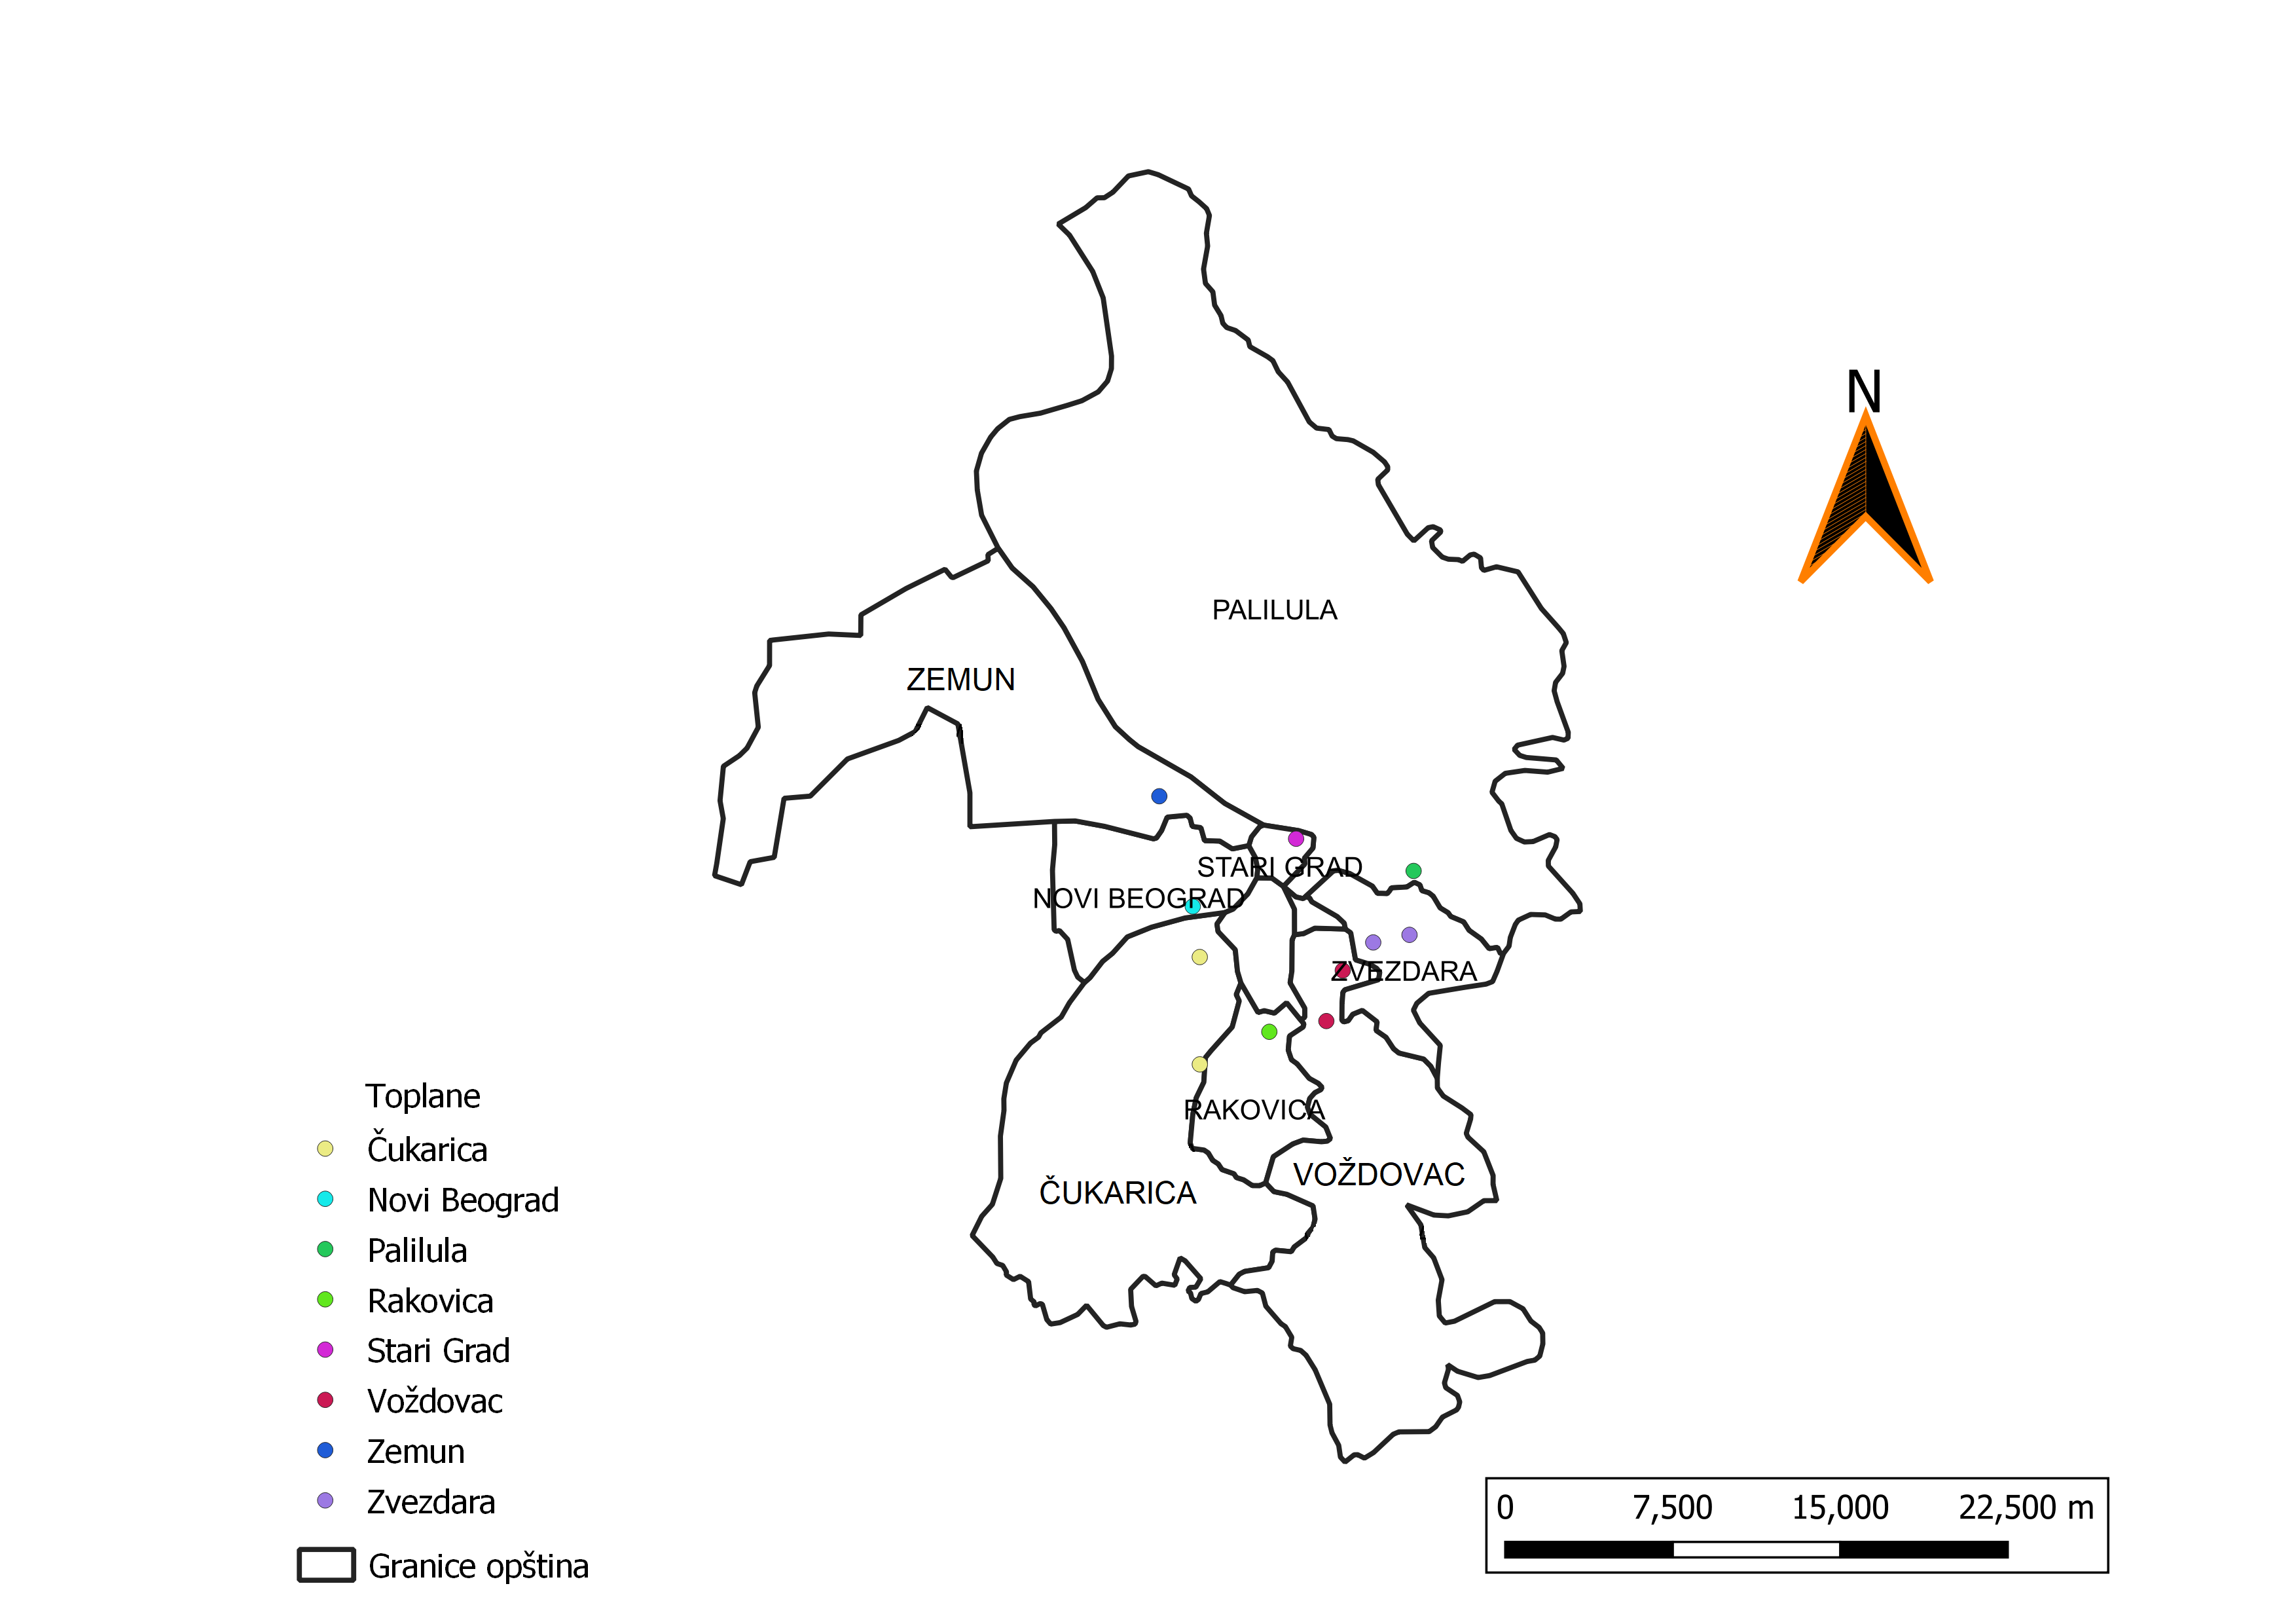 N
PALILULA
ZEMUN
STARI GRAD
NOVI BEOGRAD
ZVEZDARA
RAKOVICA
VOŽDOVAC
ČUKARICA
Toplane
Čukarica
Novi Beograd
Palilula
Rakovica
Stari Grad
Voždovac
Zemun
Zvezdara
Granice opština
0 7,500 15,000 22,500 m